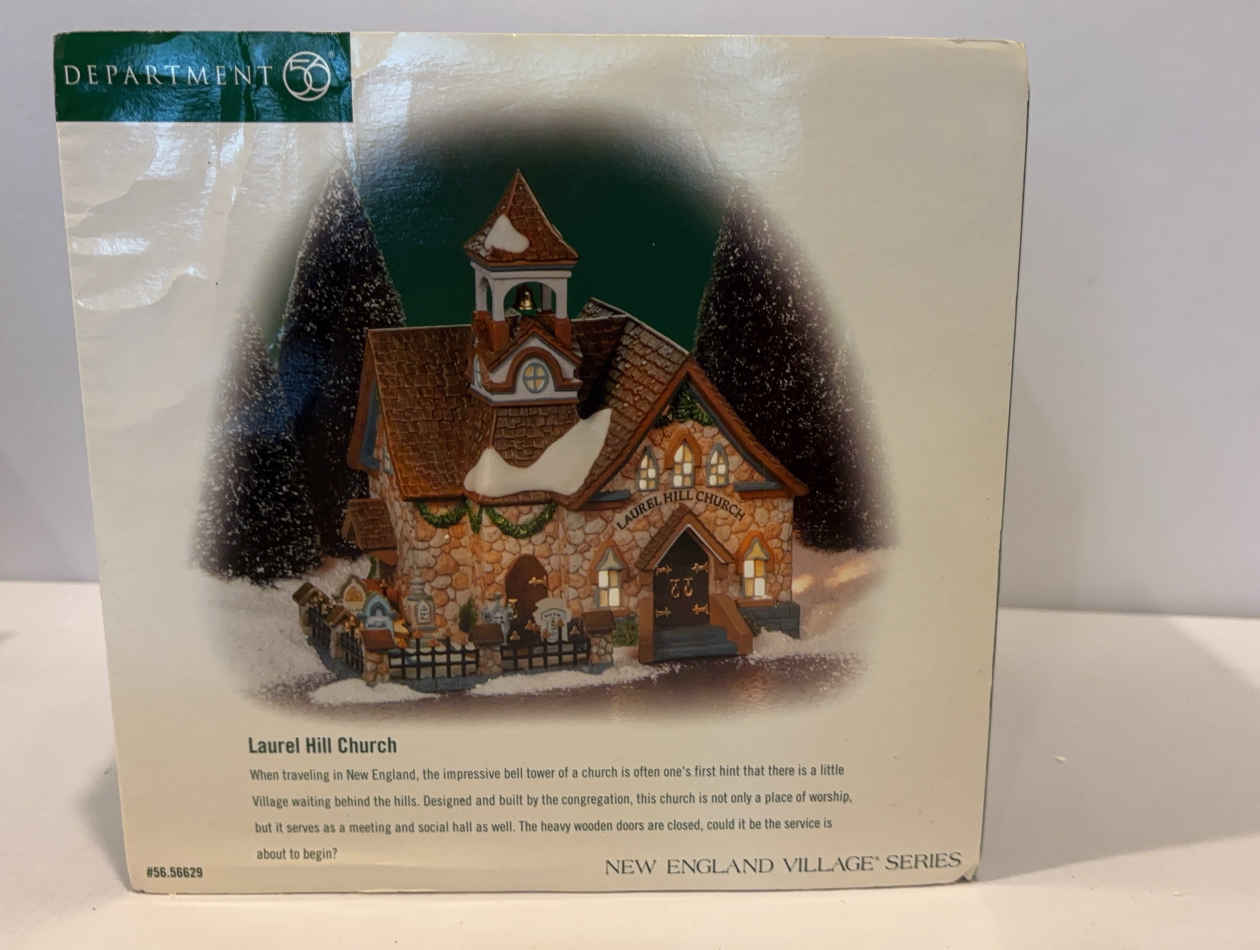 DEPARTMENT 56®
LAUREL HILL CHURCH
Laurel Hill Church
When traveling in New England, the impressive bell tower of a church is often one's first hint that there is a little
Village waiting behind the hills. Designed and built by the congregation, this church is not only a place of worship,
but it serves as a meeting and social hall as well. The heavy wooden doors are closed, could it be the service is
about to begin?
#56.56629
NEW ENGLAND VILLAGE® SERIES